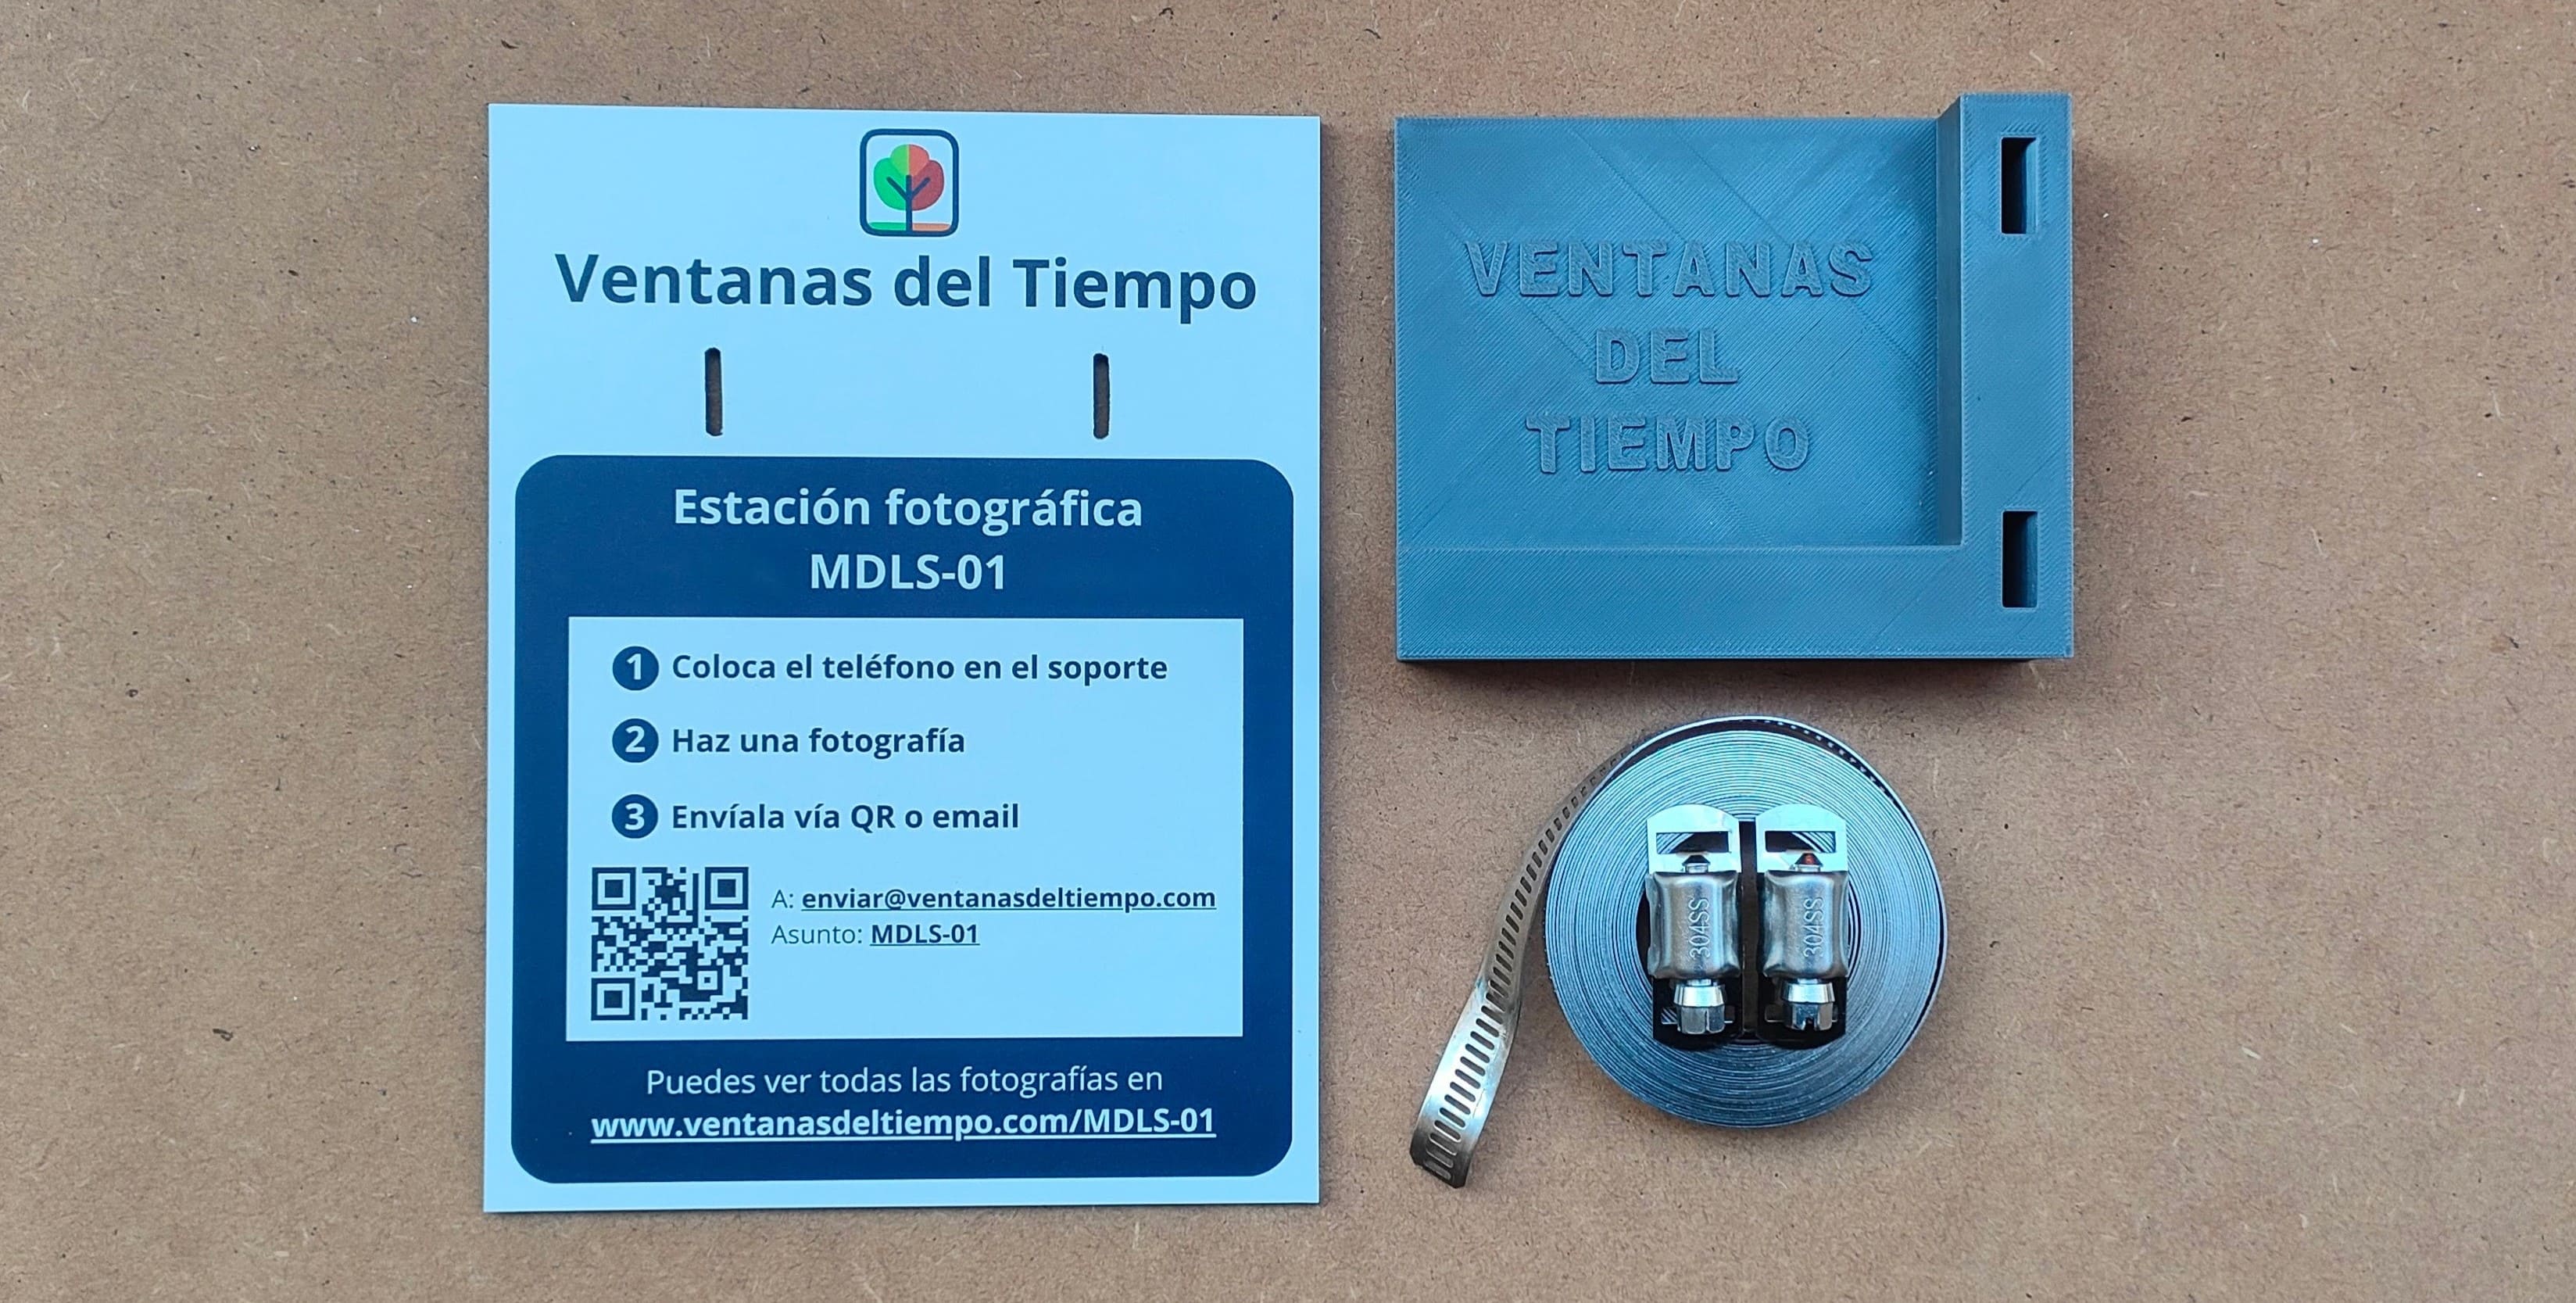 Ventanas del Tiempo
Estación fotográfica
MDLS-01
1 Coloca el teléfono en el soporte
2 Haz una fotografía
3 Envíala vía QR o email
A: enviar@ventanasdeltiempo.com
Asunto: MDLS-01
Puedes ver todas las fotografías en
www.ventanasdeltiempo.com/MDLS-01
VENTANAS
DEL
TIEMPO
304SS
304SS